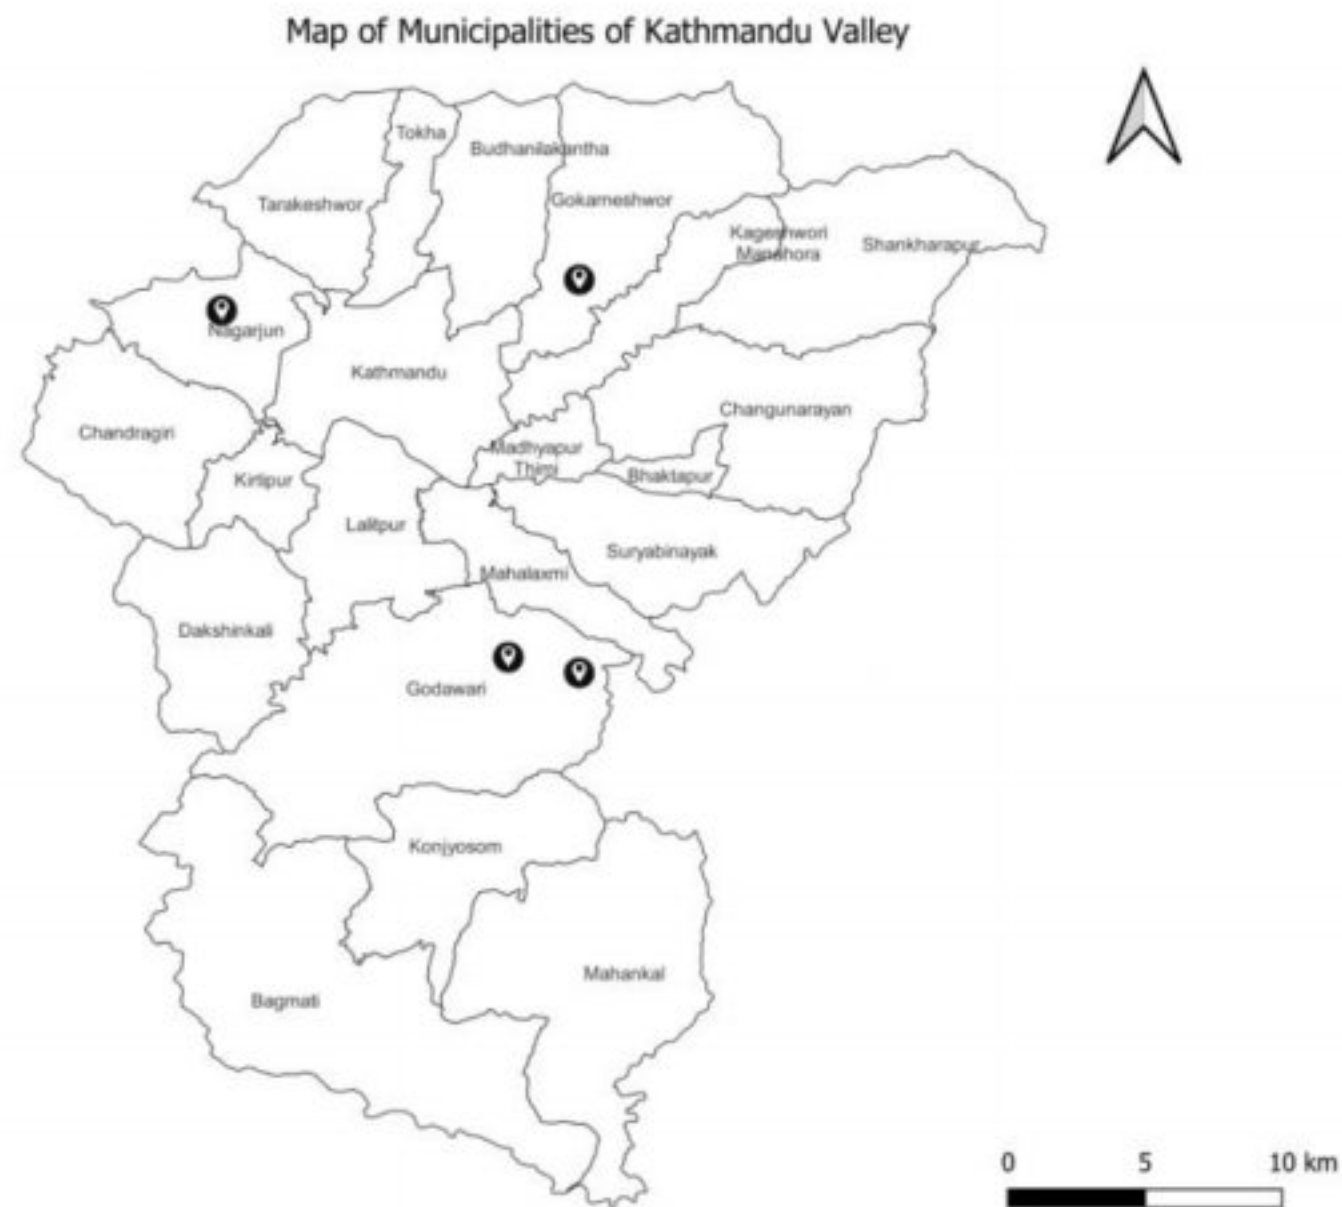 Map of Municipalities of Kathmandu Valley
Tokha
Budhanilakantha
Tarakeshwor
Gokarneshwor
Kageshwori
Manahora
Shankharapur
Nagarjun
Kathmandu
Changunarayan
Chandragiri
Madhyapur
Thimi
Bhaktapur
Kirtipur
Lalitpur
Suryabinayak
Mahalaxmi
Dakshinkali
Godawari
Konjyosom
Mahankal
Bagmati
0 5 10 km